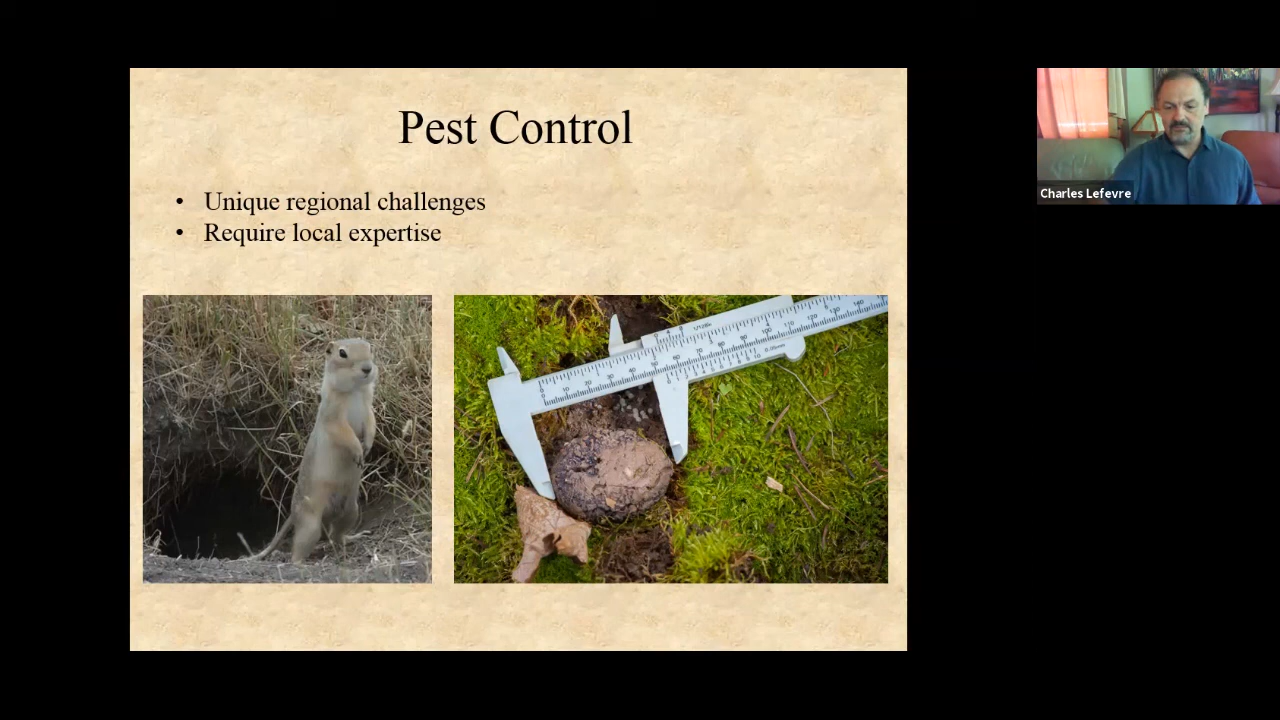 Pest Control
• Unique regional challenges
• Require local expertise
Charles Lefevre